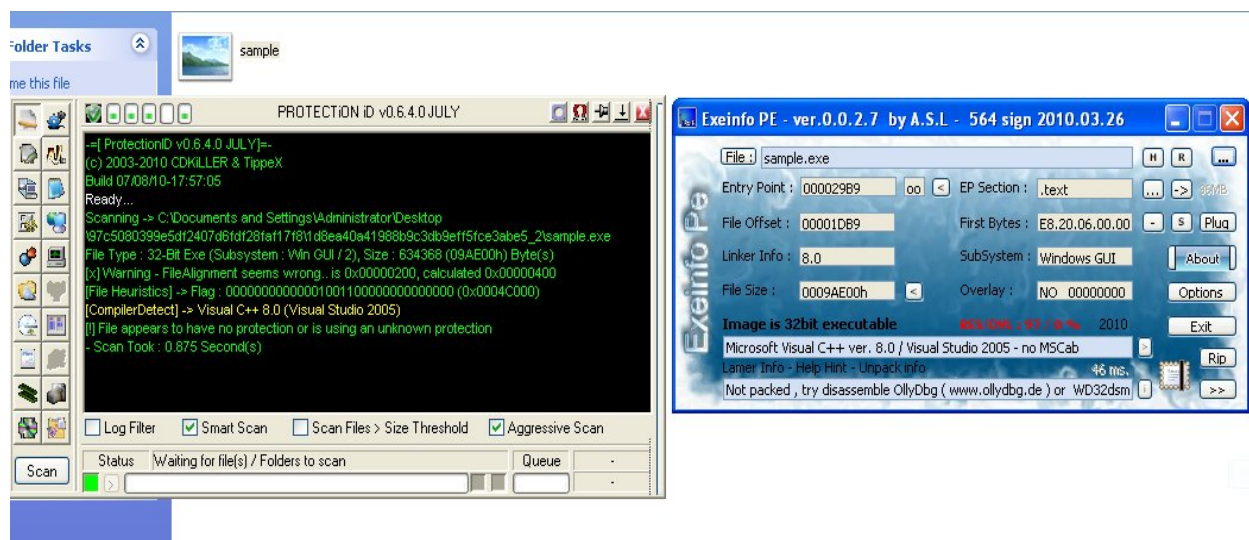 Folder Tasks
me this file
sample
PROTECTiON iD v0.6.4.0 JULY
-=[ ProtectionID v0.6.4.0 JULY]=-
(c) 2003-2010 CDKiLLER & TippeX
Build 07/08/10-17:57:05
Ready...
Scanning -> C:\Documents and Settings\Administrator\Desktop
\97c5080399e5df2407d6fdf28faf17f8\1d8ea40a41988b9c3db9eff5fce3abe5_2\sample.exe
File Type : 32-Bit Exe (Subsystem : Win GUI / 2), Size : 634368 (09AE00h) Byte(s)
[x] Warning - FileAlignment seems wrong.. is 0x00000200, calculated 0x00000400
[File Heuristics] -> Flag : 00000000000001001100000000000000 (0x0004C000)
[CompilerDetect] -> Visual C++ 8.0 (Visual Studio 2005)
[!] File appears to have no protection or is using an unknown protection
- Scan Took : 0.875 Second(s)
Log Filter Smart Scan Scan Files > Size Threshold Aggressive Scan
Scan
Status Waiting for file(s) / Folders to scan Queue -
> -
Exeinfo PE - ver.0.0.2.7 by A.S.L - 564 sign 2010.03.26
Exeinfo Pe
File : sample.exe H R ...
Entry Point : 000029B9 oo < EP Section : .text ... ->
File Offset : 00001DB9 First Bytes : E8.20.06.00.00 - S Plug
Linker Info : 8.0 SubSystem : Windows GUI About
File Size : 0009AE00h < Overlay : NO 00000000 Options
Image is 32bit executable 2010 Exit
Microsoft Visual C++ ver. 8.0 / Visual Studio 2005 - no MSCab > Rip
Lamer Info - Help Hint - Unpack info 46 ms.
Not packed , try disassemble OllyDbg ( www.ollydbg.de ) or WD32dsm i >>